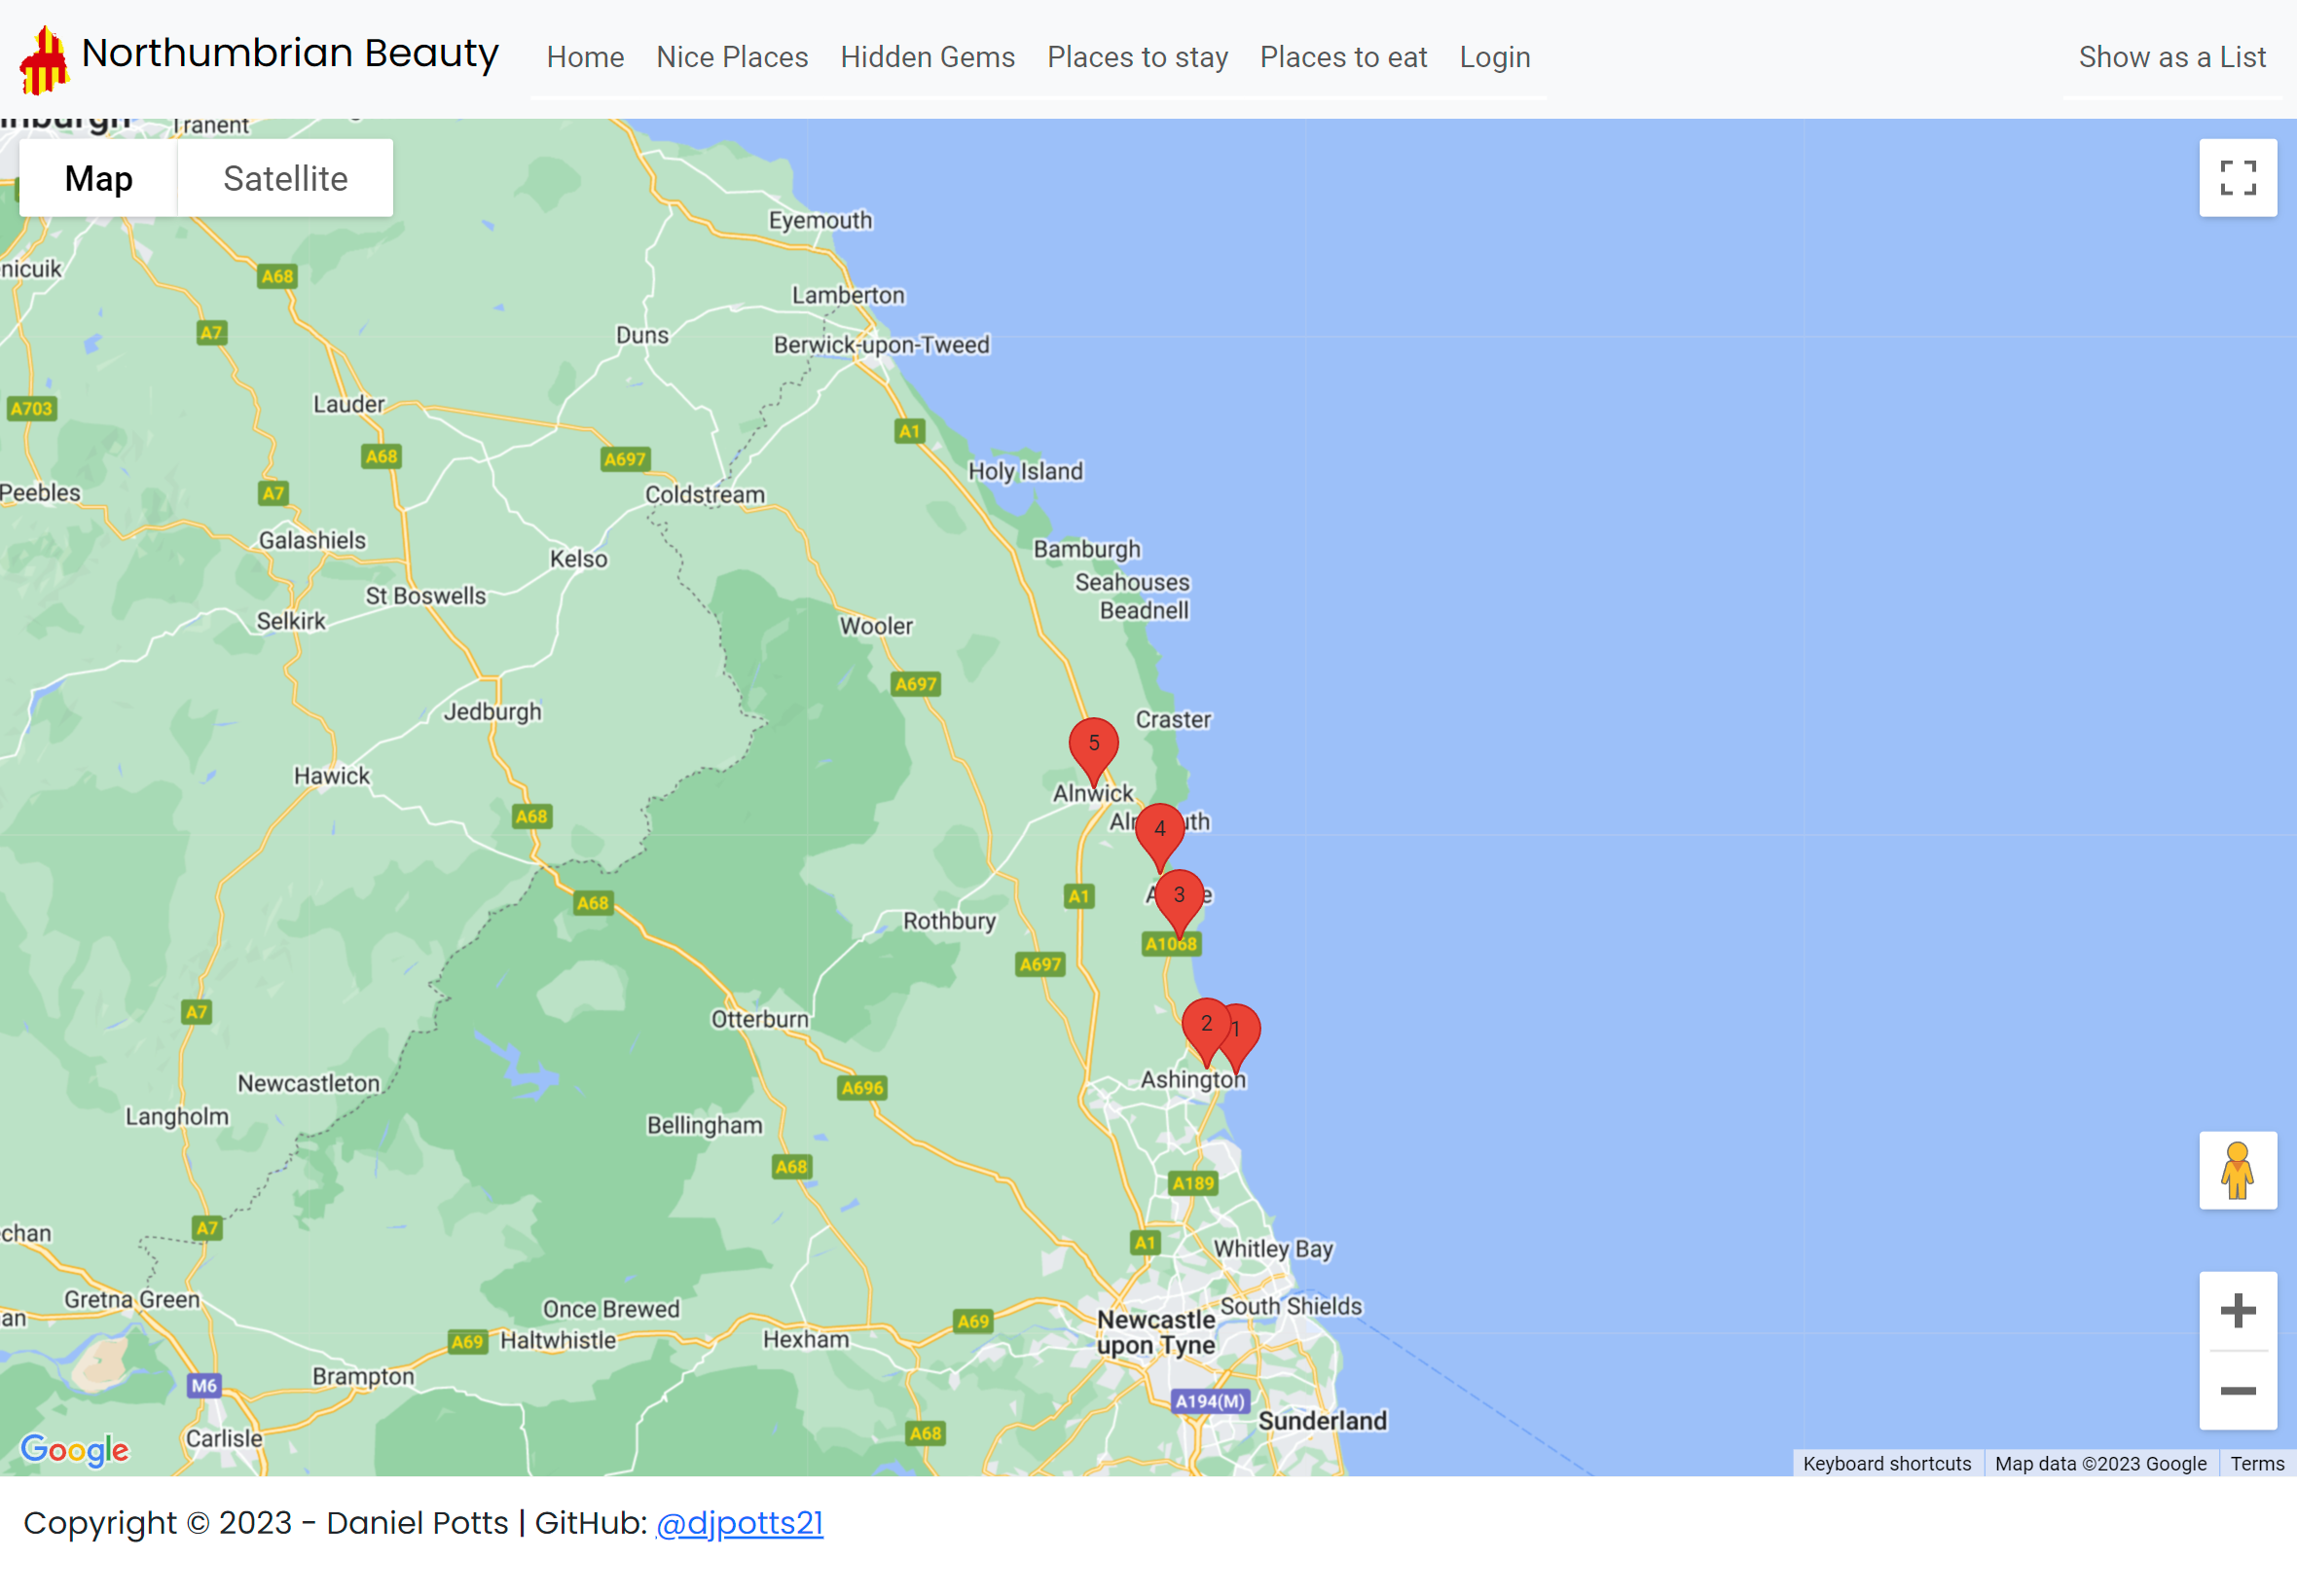 Northumbrian Beauty
Home Nice Places Hidden Gems Places to stay Places to eat Login Show as a List
Tranent
Map Satellite
Eyemouth
A68
Lamberton
A7
Duns
Berwick-upon-Tweed
Lauder
A703
A1
A68
A697
Holy Island
Peebles
A7
Coldstream
Galashiels
Bamburgh
Kelso
Seahouses
St Boswells
Beadnell
Selkirk
Wooler
A697
Jedburgh
Craster
5
Hawick
Alnwick
A68
4
A1
3
A68
Rothbury
A1068
A697
A7
Otterburn
2
1
Newcastleton
Ashington
A696
Langholm
Bellingham
A68
A189
A7
A1
Whitley Bay
Gretna Green
Once Brewed
South Shields
A69
Newcastle
upon Tyne
A69
Haltwhistle
Hexham
Brampton
M6
A194(M)
Sunderland
A68
Carlisle
Google
Keyboard shortcuts Map data ©2023 Google Terms
Copyright © 2023 - Daniel Potts | GitHub: @djpotts21